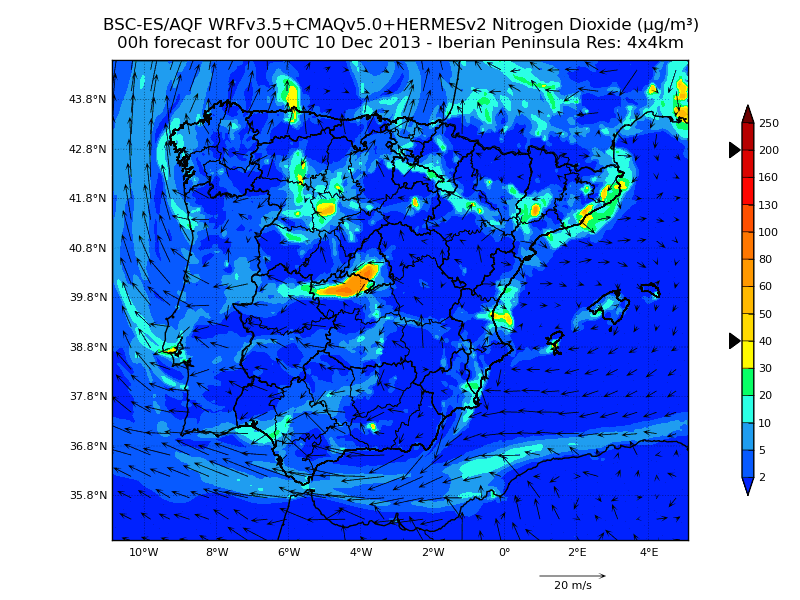 BSC-ES/AQF WRFv3.5+CMAQv5.0+HERMESv2 Nitrogen Dioxide (µg/m³)
00h forecast for 00UTC 10 Dec 2013 - Iberian Peninsula Res: 4x4km
43.8°N
42.8°N
41.8°N
40.8°N
39.8°N
38.8°N
37.8°N
36.8°N
35.8°N
10°W 8°W 6°W 4°W 2°W 0° 2°E 4°E
250
200
160
130
100
80
60
50
40
30
20
10
5
2
20 m/s